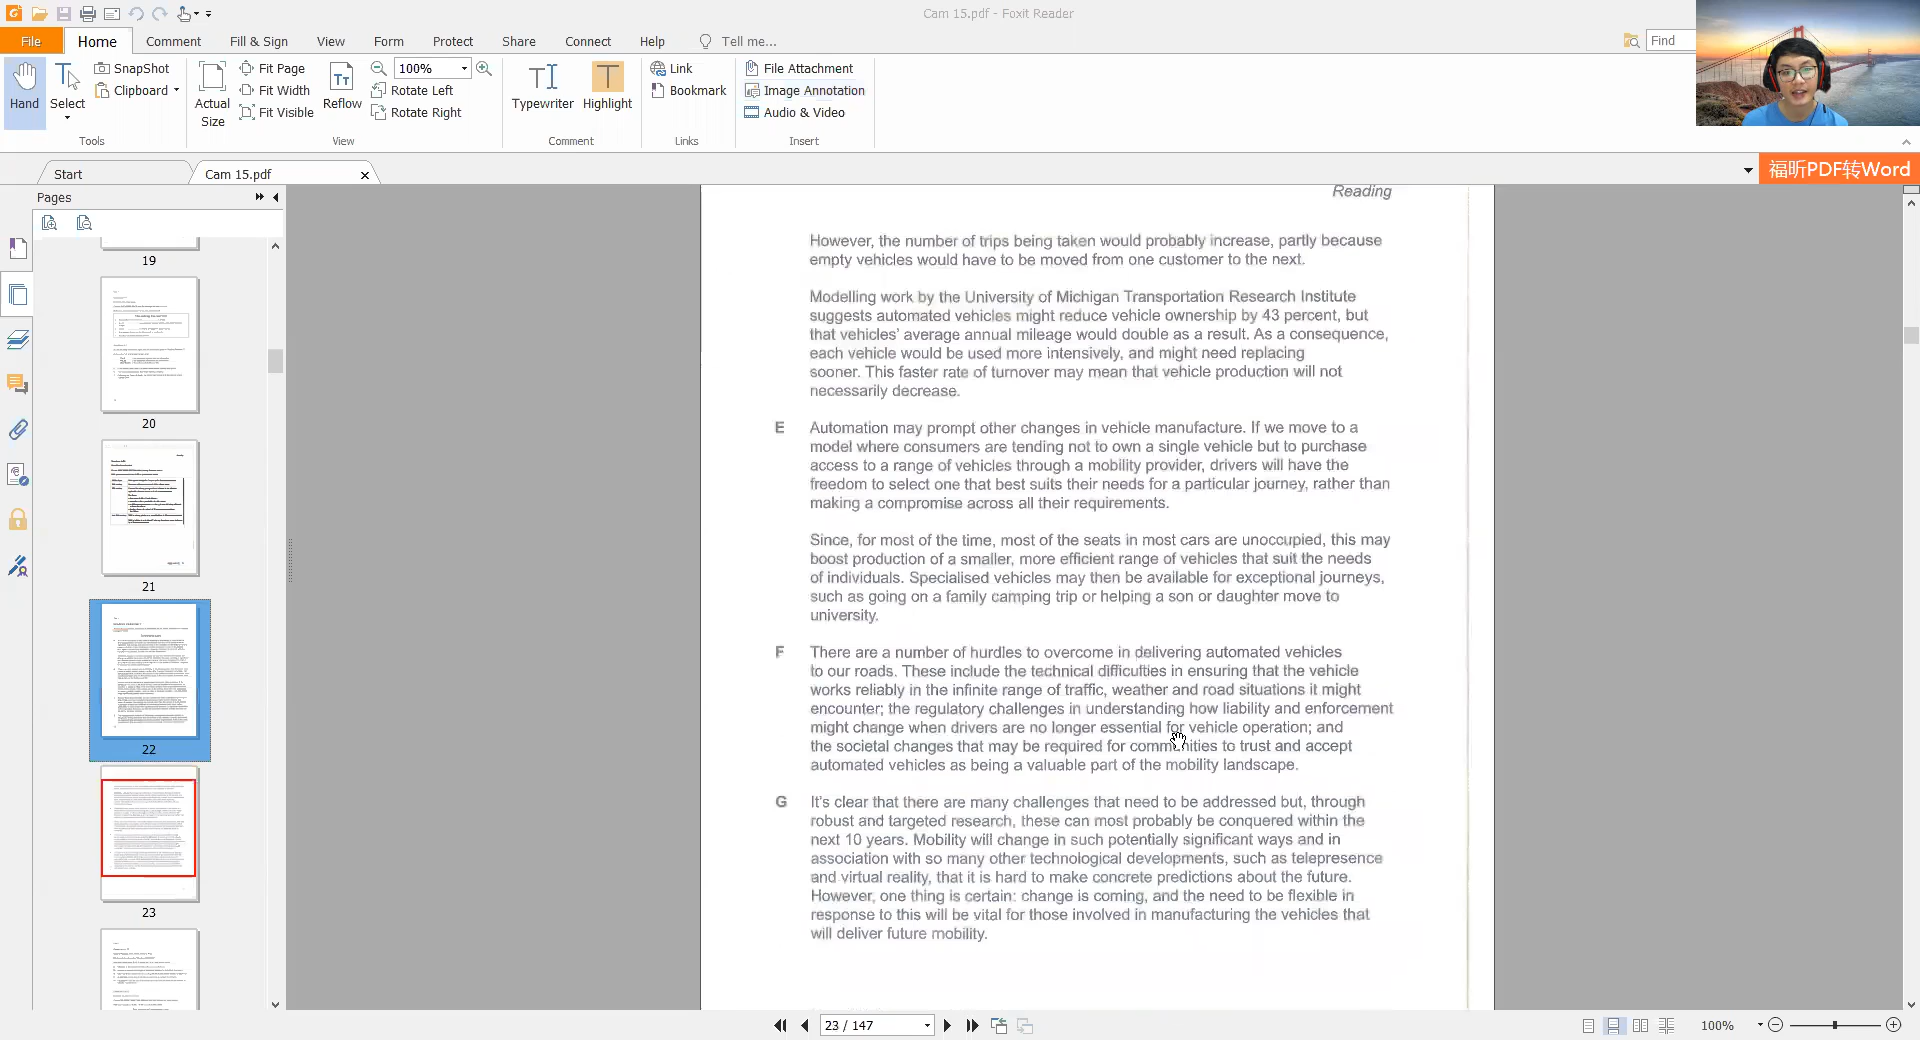 Cam 15.pdf - Foxit Reader
File Home Comment Fill & Sign View Form Protect Share Connect Help Tell me... Find
Hand
Select
SnapShot
Clipboard
Tools
Actual
Size
Fit Page
Fit Width
Fit Visible
Reflow
100%
Rotate Left
Rotate Right
View
Typewriter
Highlight
Comment
Link
Bookmark
Links
File Attachment
Image Annotation
Audio & Video
Insert
Start
Cam 15.pdf
福昕PDF转Word
Pages
19
20
21
22
23
Reading
However, the number of trips being taken would probably increase, partly because
empty vehicles would have to be moved from one customer to the next.
Modelling work by the University of Michigan Transportation Research Institute
suggests automated vehicles might reduce vehicle ownership by 43 percent, but
that vehicles' average annual mileage would double as a result. As a consequence,
each vehicle would be used more intensively, and might need replacing
sooner. This faster rate of turnover may mean that vehicle production will not
necessarily decrease.
E Automation may prompt other changes in vehicle manufacture. If we move to a
model where consumers are tending not to own a single vehicle but to purchase
access to a range of vehicles through a mobility provider, drivers will have the
freedom to select one that best suits their needs for a particular journey, rather than
making a compromise across all their requirements.
Since, for most of the time, most of the seats in most cars are unoccupied, this may
boost production of a smaller, more efficient range of vehicles that suit the needs
of individuals. Specialised vehicles may then be available for exceptional journeys,
such as going on a family camping trip or helping a son or daughter move to
university.
F There are a number of hurdles to overcome in delivering automated vehicles
to our roads. These include the technical difficulties in ensuring that the vehicle
works reliably in the infinite range of traffic, weather and road situations it might
encounter; the regulatory challenges in understanding how liability and enforcement
might change when drivers are no longer essential for vehicle operation; and
the societal changes that may be required for communities to trust and accept
automated vehicles as being a valuable part of the mobility landscape.
G It's clear that there are many challenges that need to be addressed but, through
robust and targeted research, these can most probably be conquered within the
next 10 years. Mobility will change in such potentially significant ways and in
association with so many other technological developments, such as telepresence
and virtual reality, that it is hard to make concrete predictions about the future.
However, one thing is certain: change is coming, and the need to be flexible in
response to this will be vital for those involved in manufacturing the vehicles that
will deliver future mobility.
23 / 147
100%